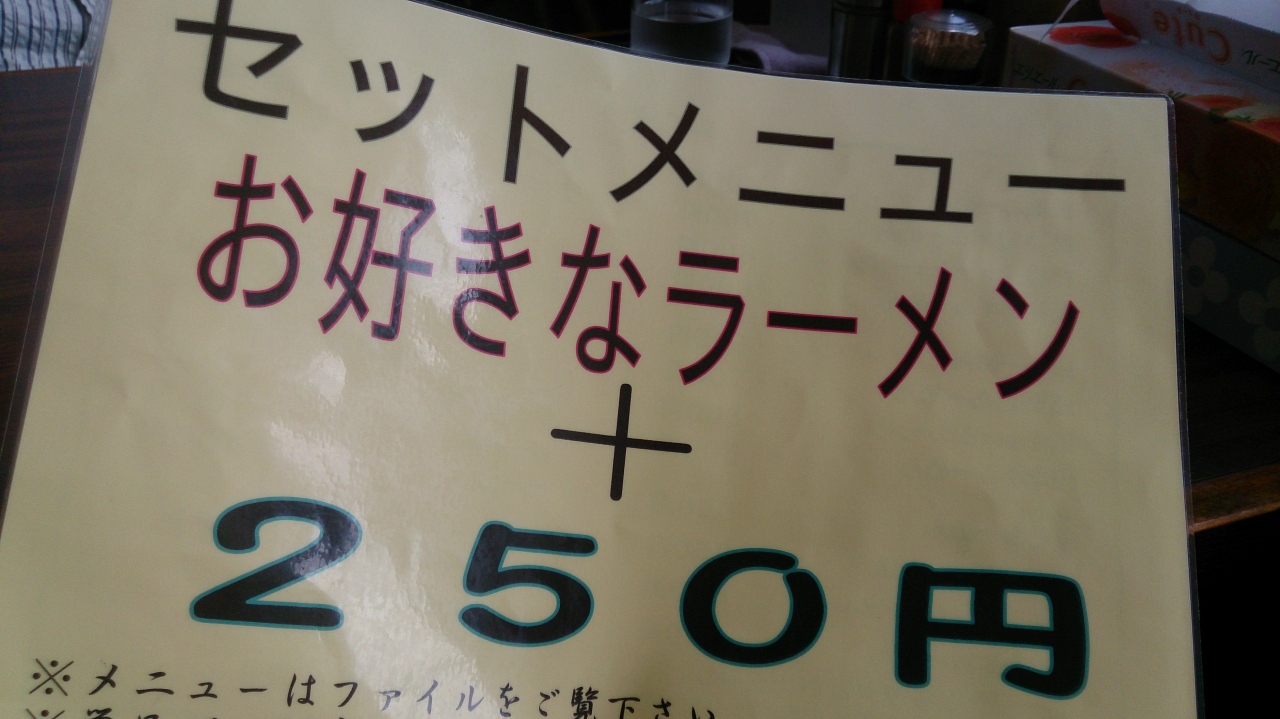 セットメニュー
お好きなラーメン
+
250円
※メニューはファイルをご覧下さい
Cute